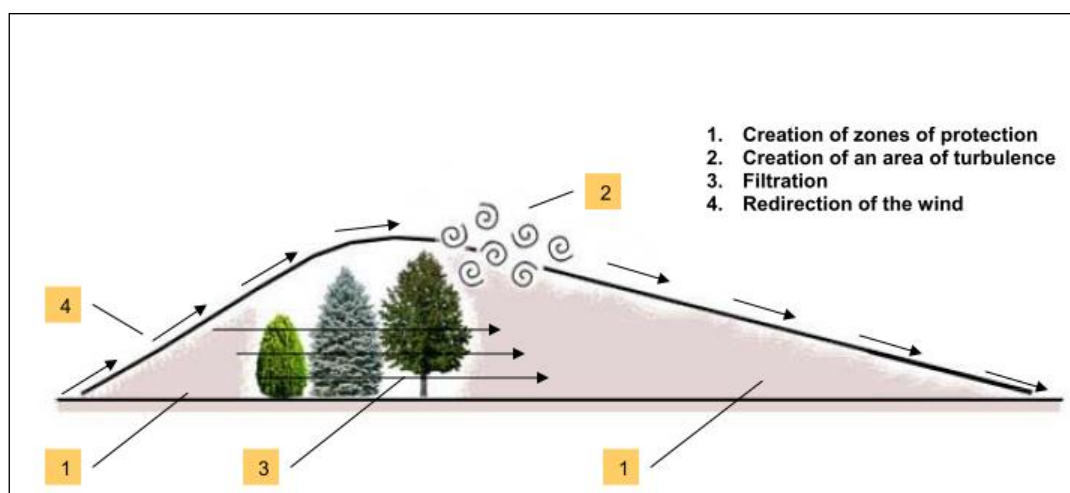 1. Creation of zones of protection
2. Creation of an area of turbulence
3. Filtration
4. Redirection of the wind
2
4
1
3
1